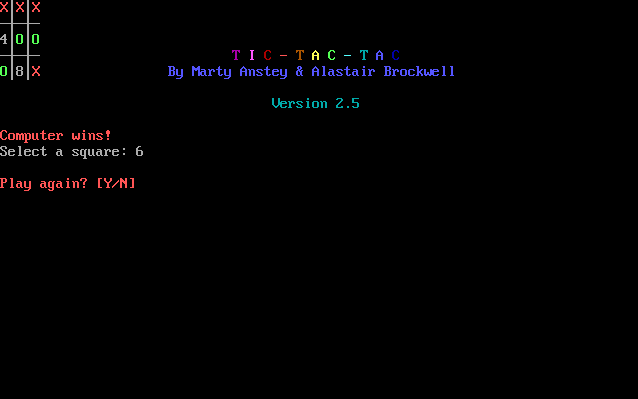 X X X
4 O O
T I C - T A C - T A C
By Marty Anstey & Alastair Brockwell
O 8 X
Version 2.5
Computer wins!
Select a square: 6
Play again? [Y/N]